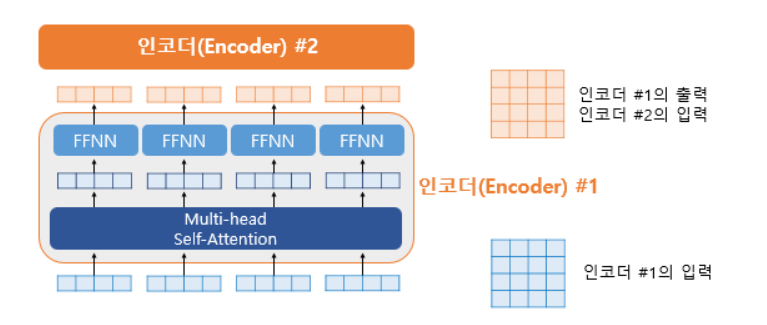 인코더(Encoder) #2
FFNN FFNN FFNN FFNN
Multi-head
Self-Attention
인코더(Encoder) #1
인코더 #1의 출력
인코더 #2의 입력
인코더 #1의 입력